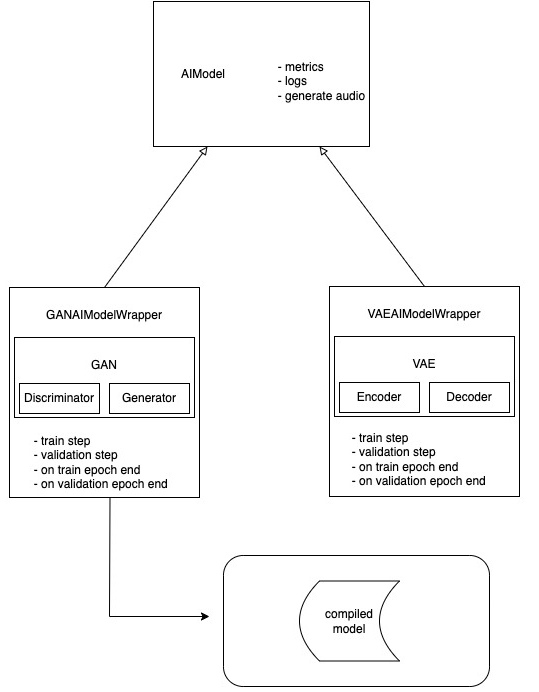 AIModel
- metrics
- logs
- generate audio
GANAIModelWrapper
GAN
Discriminator
Generator
- train step
- validation step
- on train epoch end
- on validation epoch end
VAEAIModelWrapper
VAE
Encoder
Decoder
- train step
- validation step
- on train epoch end
- on validation epoch end
compiled
model